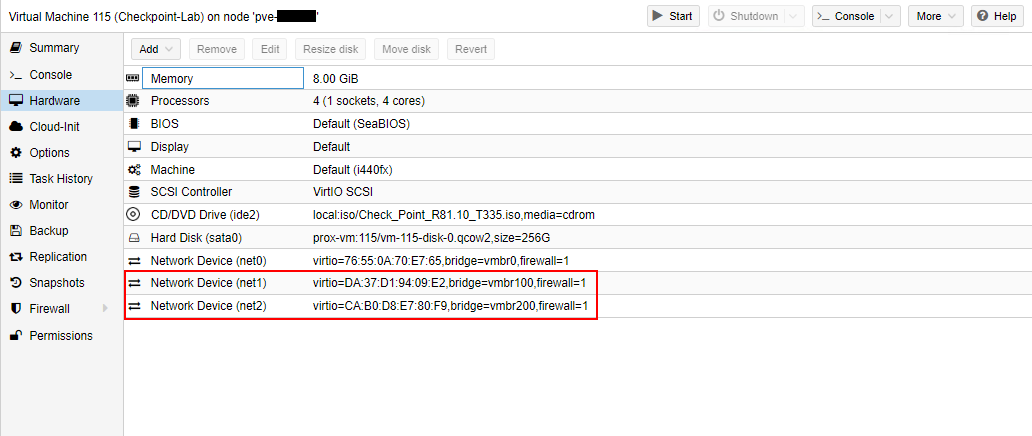 Virtual Machine 115 (Checkpoint-Lab) on node 'pve-
'
Start
Shutdown
Console
More
Help
Summary
Console
Hardware
Cloud-Init
Options
Task History
Monitor
Backup
Replication
Snapshots
Firewall
Permissions
Add
Remove
Edit
Resize disk
Move disk
Revert
Memory 8.00 GiB
Processors 4 (1 sockets, 4 cores)
BIOS Default (SeaBIOS)
Display Default
Machine Default (i440fx)
SCSI Controller VirtIO SCSI
CD/DVD Drive (ide2) local:iso/Check_Point_R81.10_T335.iso,media=cdrom
Hard Disk (sata0) prox-vm:115/vm-115-disk-0.qcow2,size=256G
Network Device (net0) virtio=76:55:0A:70:E7:65,bridge=vmbr0,firewall=1
Network Device (net1) virtio=DA:37:D1:94:09:E2,bridge=vmbr100,firewall=1
Network Device (net2) virtio=CA:B0:D8:E7:80:F9,bridge=vmbr200,firewall=1